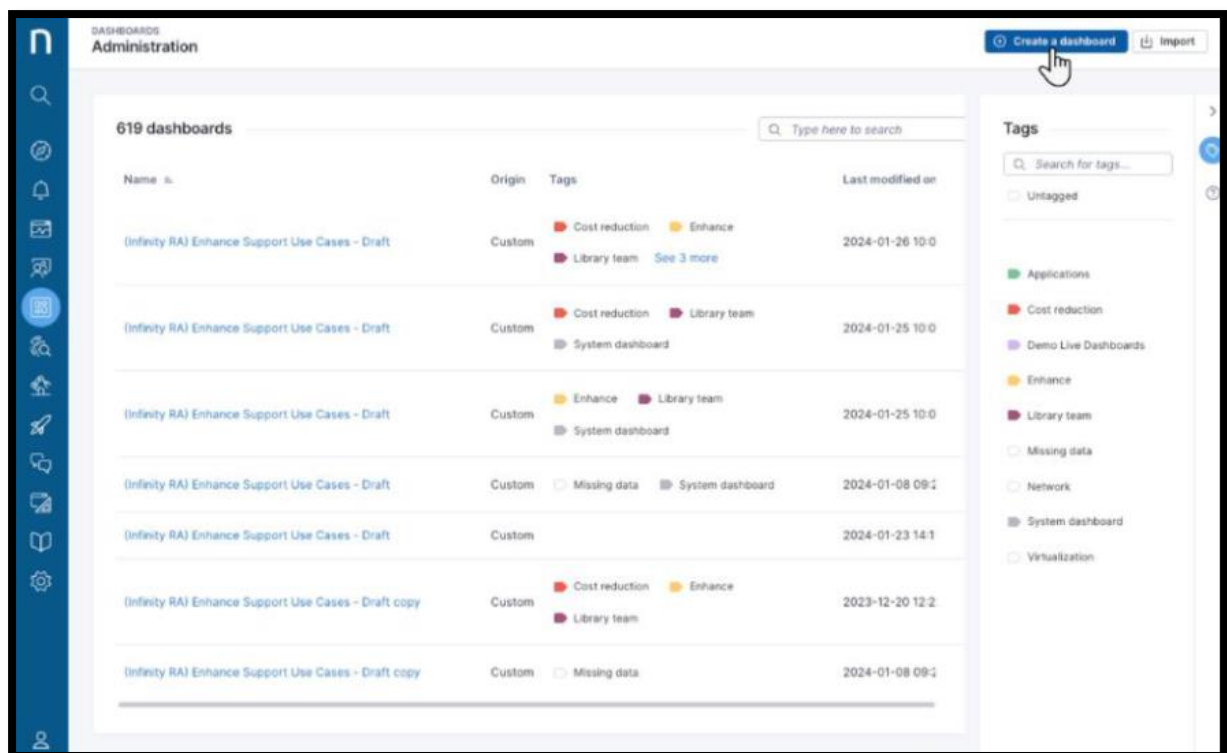 n
DASHBOARDS
Administration
Create a dashboard
Import
619 dashboards
Type here to search
Name
Origin
Tags
Last modified on
(Infinity RA) Enhance Support Use Cases - Draft
Custom
Cost reduction
Enhance
Library team
See 3 more
2024-01-26 10:0
(Infinity RA) Enhance Support Use Cases - Draft
Custom
Cost reduction
Library team
System dashboard
2024-01-25 10:0
(Infinity RA) Enhance Support Use Cases - Draft
Custom
Enhance
Library team
System dashboard
2024-01-25 10:0
(Infinity RA) Enhance Support Use Cases - Draft
Custom
Missing data
System dashboard
2024-01-08 09:2
(Infinity RA) Enhance Support Use Cases - Draft
Custom
2024-01-23 14:1
(Infinity RA) Enhance Support Use Cases - Draft copy
Custom
Cost reduction
Enhance
Library team
2023-12-20 12:2
(Infinity RA) Enhance Support Use Cases - Draft copy
Custom
Missing data
2024-01-08 09:2
Tags
Search for tags...
Untagged
Applications
Cost reduction
Demo Live Dashboards
Enhance
Library team
Missing data
Network
System dashboard
Virtualization